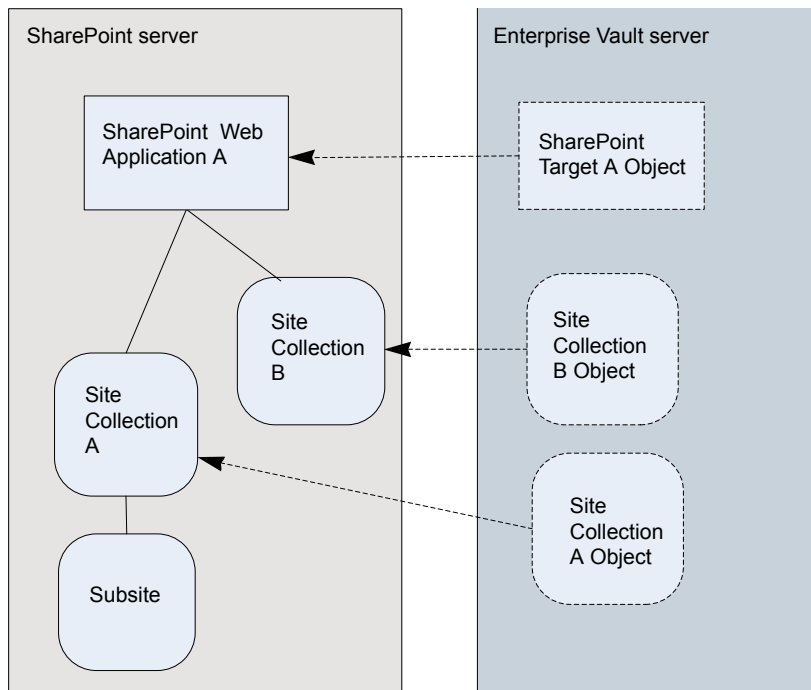 SharePoint server
SharePoint Web
Application A
Site
Collection
B
Site
Collection
A
Subsite
Enterprise Vault server
SharePoint
Target A Object
Site
Collection
B Object
Site
Collection
A Object